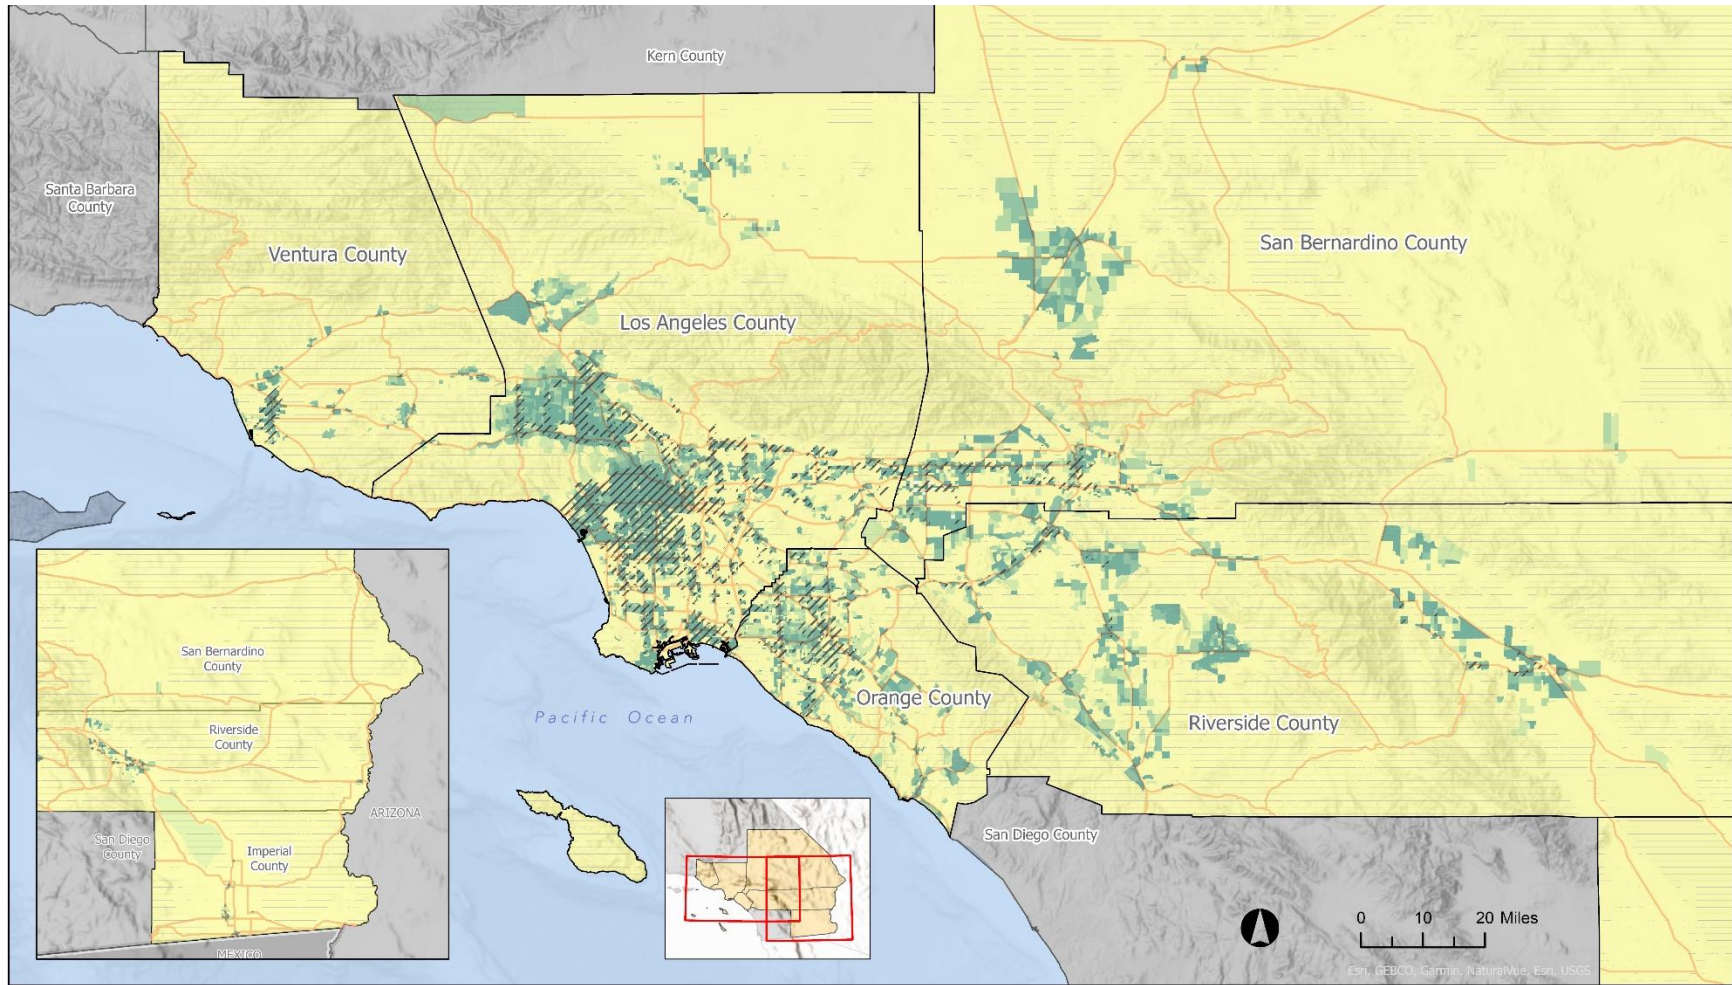 Kern County
Santa Barbara
County
Ventura County
San Bernardino County
Los Angeles County
Pacific Ocean
Orange County
Riverside County
San Diego County
San Bernardino
County
Riverside
County
ARIZONA
San Diego
County
Imperial
County
MEXICO
0 10 20 Miles
Esri, GEBCO, Garmin, NaturalVue, Esri, USGS